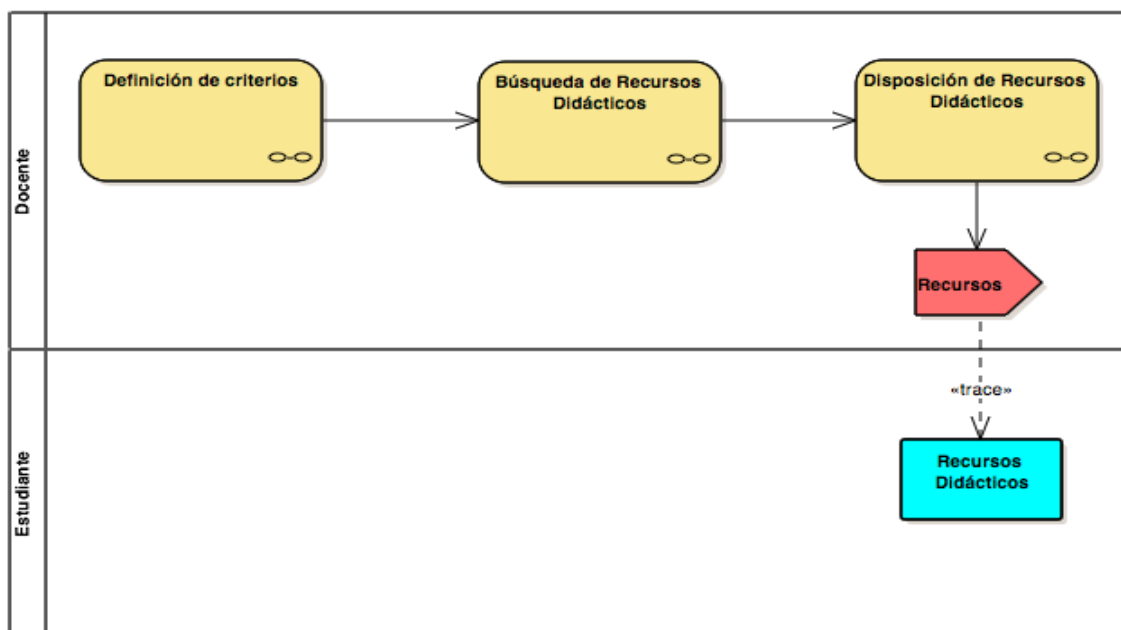 Docente
Definición de criterios
Búsqueda de Recursos
Didácticos
Disposición de Recursos
Didácticos
Recursos
«trace»
Estudiante
Recursos
Didácticos